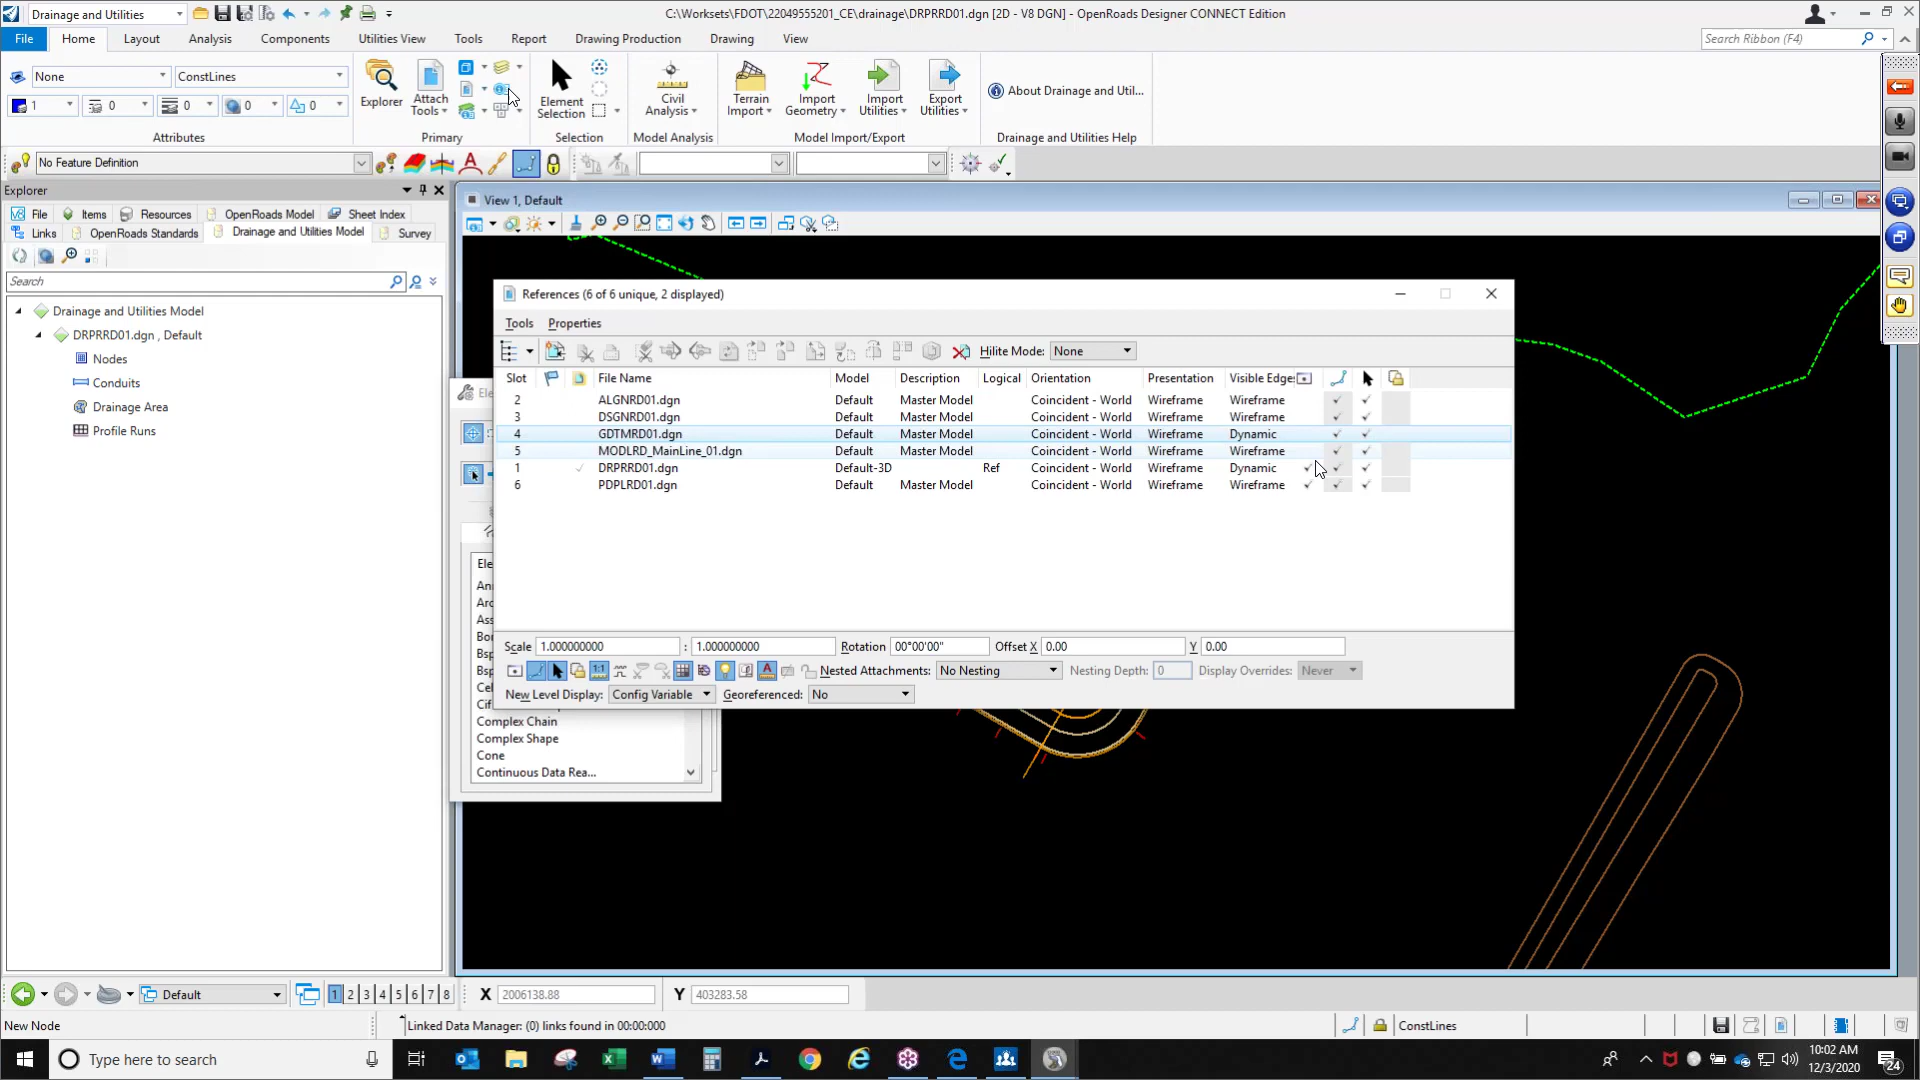 Drainage and Utilities
C:\Worksets\FDOT\22049555201_CE\drainage\DRPRRD01.dgn [2D - V8 DGN] - OpenRoads Designer CONNECT Edition
File Home Layout Analysis Components Utilities View Tools Report Drawing Production Drawing View
Search Ribbon (F4)
None ConstLines
1 0 0 0 0
Explorer
Attach Tools
Element Selection
Civil Analysis
Terrain Import
Import Geometry
Import Utilities
Export Utilities
About Drainage and Util...
Attributes Primary Selection Model Analysis Model Import/Export Drainage and Utilities Help
No Feature Definition
Explorer
View 1, Default
File Items Resources OpenRoads Model Sheet Index
Links OpenRoads Standards Drainage and Utilities Model Survey
Search
Drainage and Utilities Model
DRPRRD01.dgn , Default
Nodes
Conduits
Drainage Area
Profile Runs
References (6 of 6 unique, 2 displayed)
Tools Properties
Hilite Mode: None
Slot File Name Model Description Logical Orientation Presentation Visible Edges
2 ALGNRD01.dgn Default Master Model Coincident - World Wireframe Wireframe
3 DSGNRD01.dgn Default Master Model Coincident - World Wireframe Wireframe
4 GDTMRD01.dgn Default Master Model Coincident - World Wireframe Dynamic
5 MODLRD_MainLine_01.dgn Default Master Model Coincident - World Wireframe Wireframe
1 DRPRRD01.dgn Default-3D Ref Coincident - World Wireframe Dynamic
6 PDPLRD01.dgn Default Master Model Coincident - World Wireframe Wireframe
Scale 1.000000000 : 1.000000000 Rotation 00°00'00" Offset X 0.00 Y 0.00
1:1 Nested Attachments: No Nesting Nesting Depth: 0 Display Overrides: Never
New Level Display: Config Variable Georeferenced: No
Complex Chain
Complex Shape
Cone
Continuous Data Rea...
Default 1 2 3 4 5 6 7 8 X 2006138.88 Y 403283.58
New Node
Linked Data Manager: (0) links found in 00:00:000
ConstLines
Type here to search
10:02 AM
12/3/2020
24